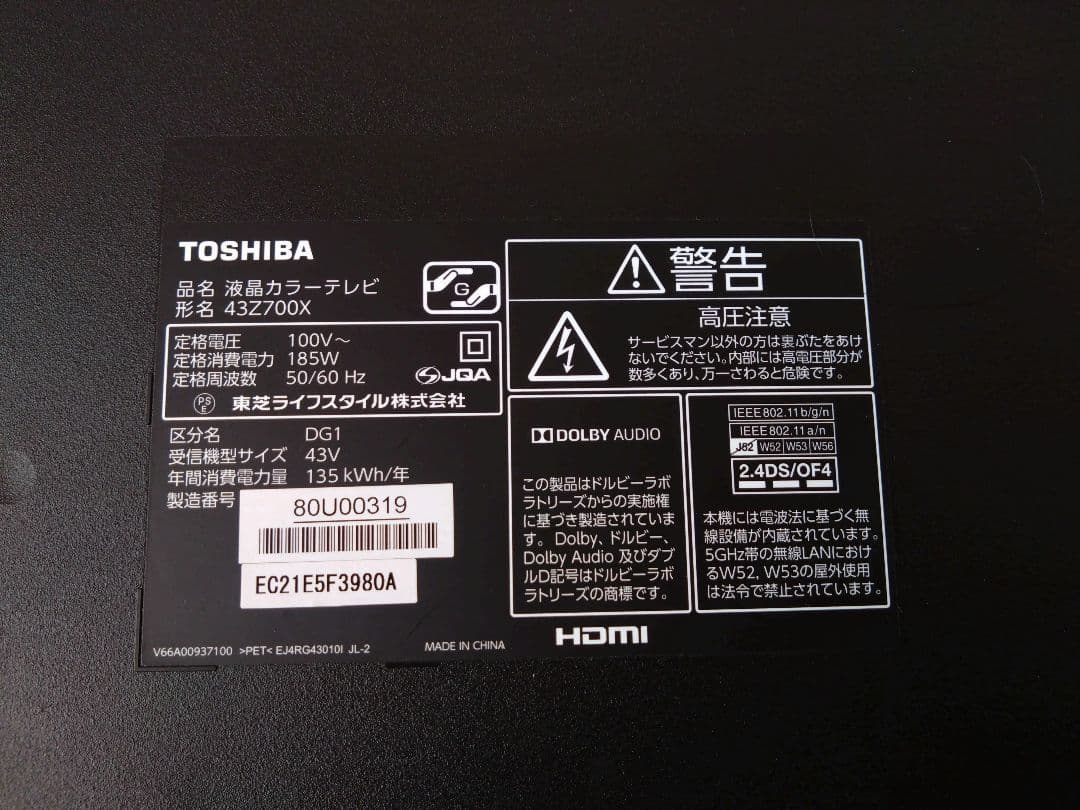 TOSHIBA
品名 液晶カラーテレビ
形名 43Z700X
G
定格電圧 100V～
定格消費電力 185W
定格周波数 50/60 Hz
JQA
PSE 東芝ライフスタイル株式会社
区分名 DG1
受信機型サイズ 43V
年間消費電力量 135 kWh/年
製造番号
80U00319
EC21E5F3980A
V66A00937100 >PET< EJ4RG43010I JL-2
MADE IN CHINA
警告
高圧注意
サービスマン以外の方は裏ぶたをあけ
ないでください。内部には高電圧部分が
数多くあり、万一さわると危険です。
DOLBY AUDIO
この製品はドルビーラボ
ラトリーズからの実施権
に基づき製造されていま
す。Dolby、ドルビー、
Dolby Audio 及びダブ
ルD記号はドルビーラボ
ラトリーズの商標です。
IEEE802.11b/g/n
IEEE802.11a/n
J52 W52 W53 W56
2.4DS/OF4
本機には電波法に基づく無
線設備が内蔵されています。
5GHz帯の無線LANにおけ
るW52, W53の屋外使用
は法令で禁止されています。
HDMI